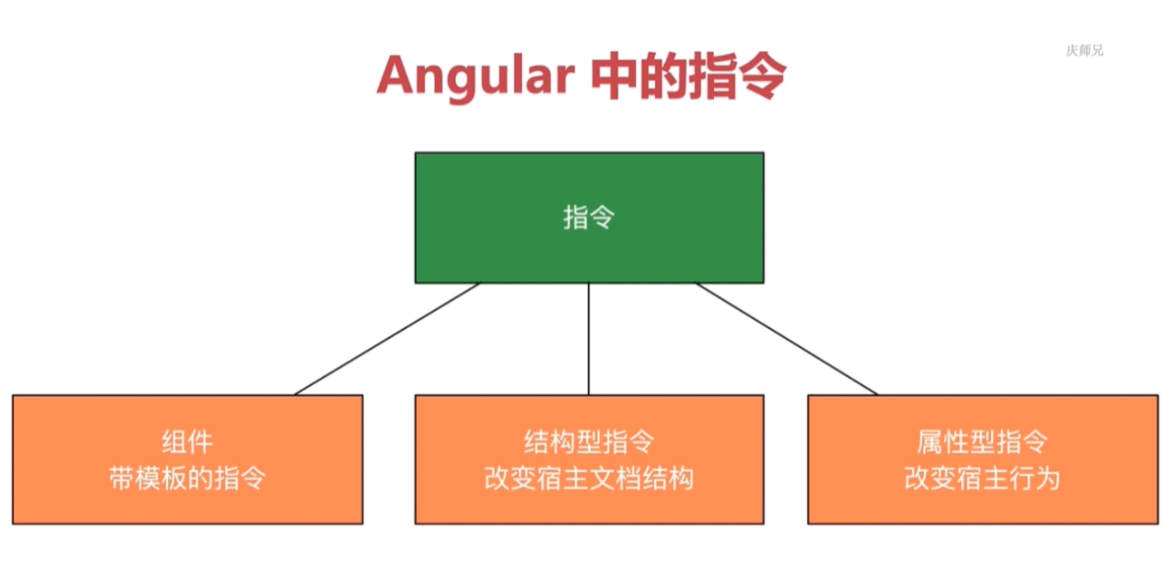 庆师兄
Angular 中的指令
指令
组件
带模板的指令
结构型指令
改变宿主文档结构
属性型指令
改变宿主行为